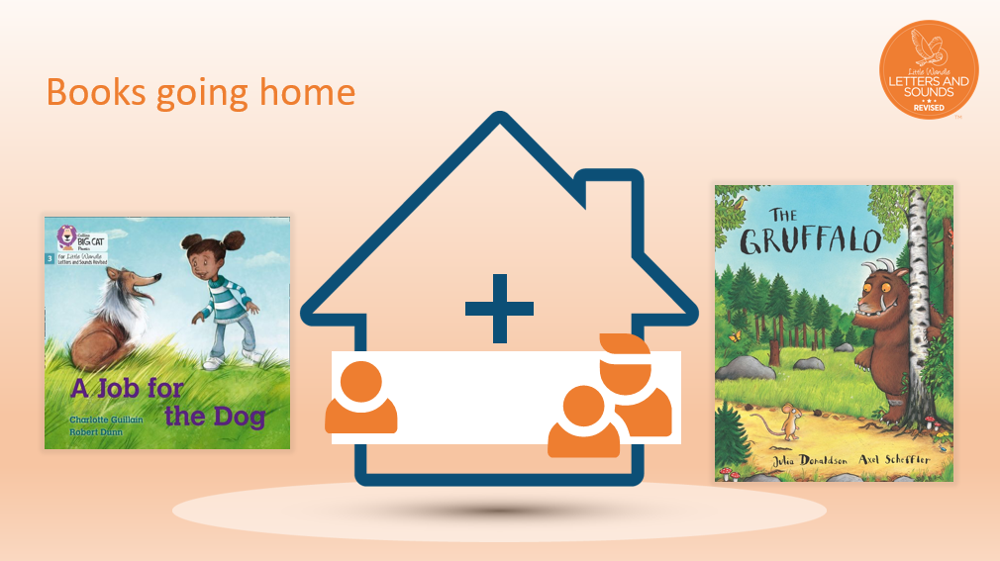 Books going home
Little Wandle
LETTERS AND
SOUNDS
REVISED
Collins
BIG CAT
Phonics
3
for Little Wandle
Letters and Sounds Revised
A Job for
the Dog
Charlotte Guillain
Robert Dunn
THE
GRUFFALO
Julia Donaldson Axel Scheffler